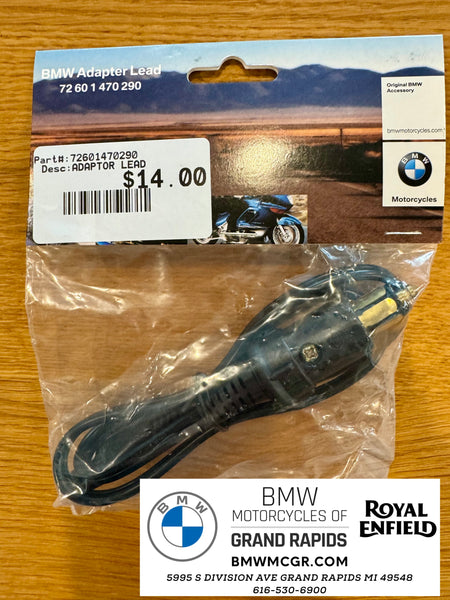 BMW Adapter Lead
72 60 1 470 290
Original BMW
Accessory
bmwmotorcycles.com
Part#:72601470290
Desc:ADAPTOR LEAD
$14.00
Motorcycles
BMW
BMW
MOTORCYCLES OF
GRAND RAPIDS
ROYAL
ENFIELD
BMWMCGR.COM
5995 S DIVISION AVE GRAND RAPIDS MI 49548
616-530-6900